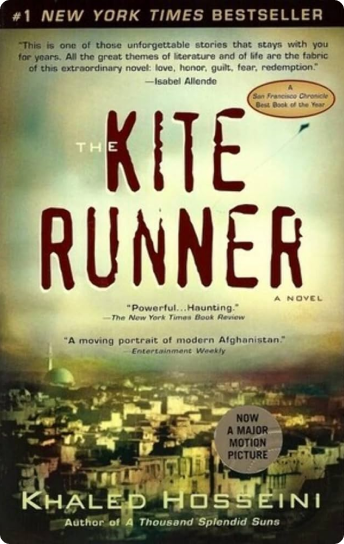 #1 NEW YORK TIMES BESTSELLER
"This is one of those unforgettable stories that stays with you
for years. All the great themes of literature and of life are the fabric
of this extraordinary novel: love, honor, guilt, fear, redemption."
—Isabel Allende
A
San Francisco Chronicle
Best Book of the Year
THE KITE
RUNNER
A NOVEL
"Powerful...Haunting."
—The New York Times Book Review
"A moving portrait of modern Afghanistan."
—Entertainment Weekly
NOW
A MAJOR
MOTION
PICTURE
KHALED HOSSEINI
Author of A Thousand Splendid Suns